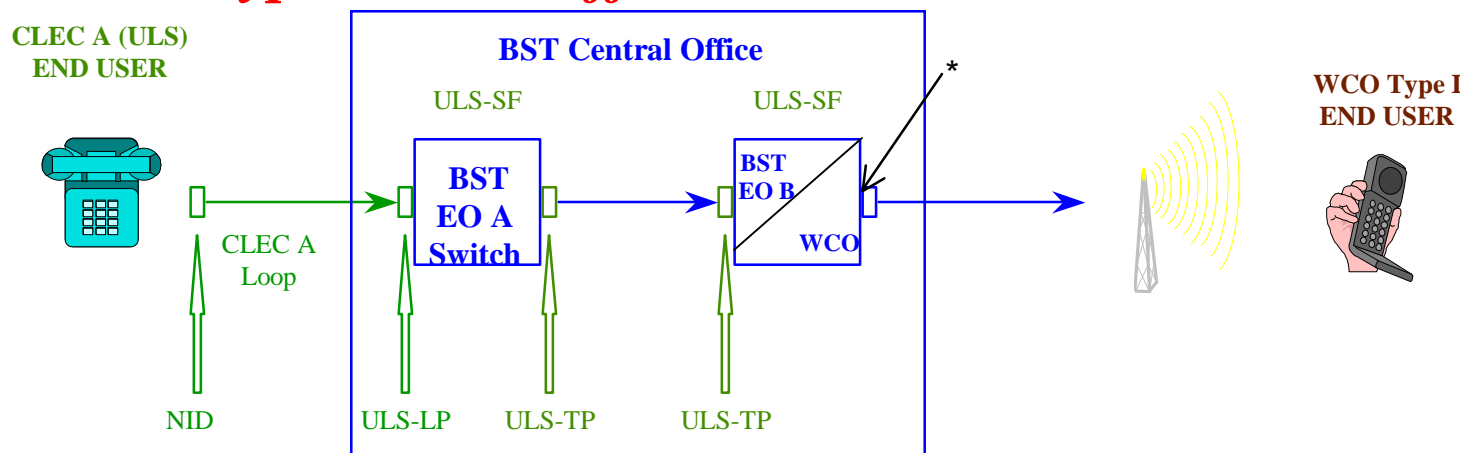 CLEC A (ULS)
END USER
BST Central Office
*
WCO Type I
END USER
ULS-SF
ULS-SF
BST
EO A
Switch
BST
EO B
WCO
CLEC A
Loop
NID
ULS-LP
ULS-TP
ULS-TP